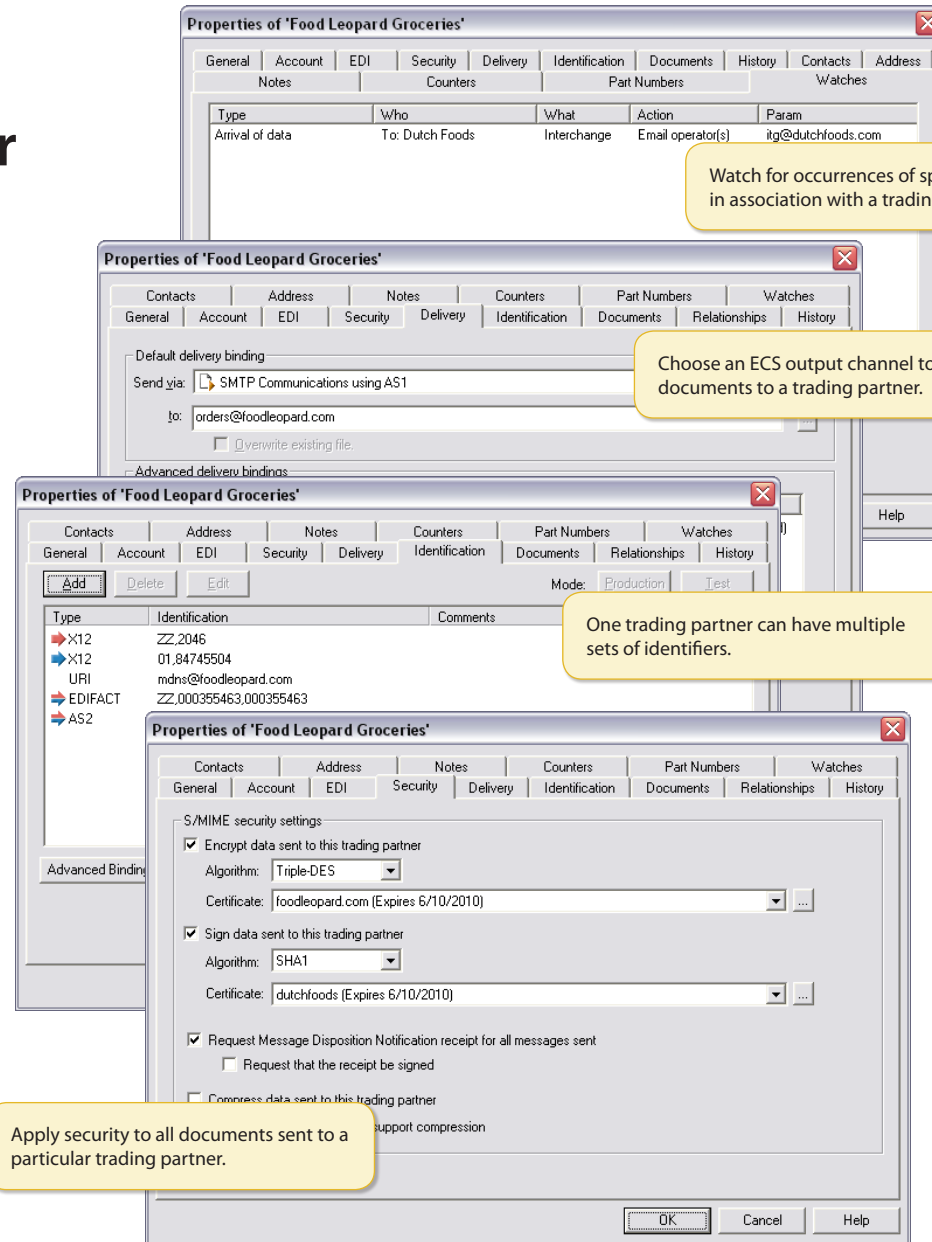 r
Properties of 'Food Leopard Groceries'
General Account EDI Security Delivery Identification Documents History Contacts Address
Notes Counters Part Numbers Watches
Type Who What Action Param
Arrival of data To: Dutch Foods Interchange Email operator(s) itg@dutchfoods.com
Watch for occurrences of
in association with a
Properties of 'Food Leopard Groceries'
Contacts Address Notes Counters Part Numbers Watches
General Account EDI Security Delivery Identification Documents Relationships History
Default delivery binding
Send via: SMTP Communications using AS1
Choose an ECS output channel to
documents to a trading partner.
to: orders@foodleopard.com
...
Overwrite existing file.
Advanced delivery bindings
Help
Properties of 'Food Leopard Groceries'
Contacts Address Notes Counters Part Numbers Watches
General Account EDI Security Delivery Identification Documents Relationships History
Add Delete Edit Mode: Production Test
Type Identification Comments
X12 ZZ,2046
X12 01,84745504
URI mdns@foodleopard.com
EDIFACT ZZ,000355463,000355463
AS2
One trading partner can have multiple
sets of identifiers.
Advanced
Properties of 'Food Leopard Groceries'
Contacts Address Notes Counters Part Numbers Watches
General Account EDI Security Delivery Identification Documents Relationships History
S/MIME security settings
Encrypt data sent to this trading partner
Algorithm: Triple-DES
Certificate: foodleopard.com (Expires 6/10/2010) ...
Sign data sent to this trading partner
Algorithm: SHA1
Certificate: dutchfoods (Expires 6/10/2010) ...
Request Message Disposition Notification receipt for all messages sent
Request that the receipt be signed
Compress data sent to this trading partner
support compression
Apply security to all documents sent to a
particular trading partner.
OK Cancel Help